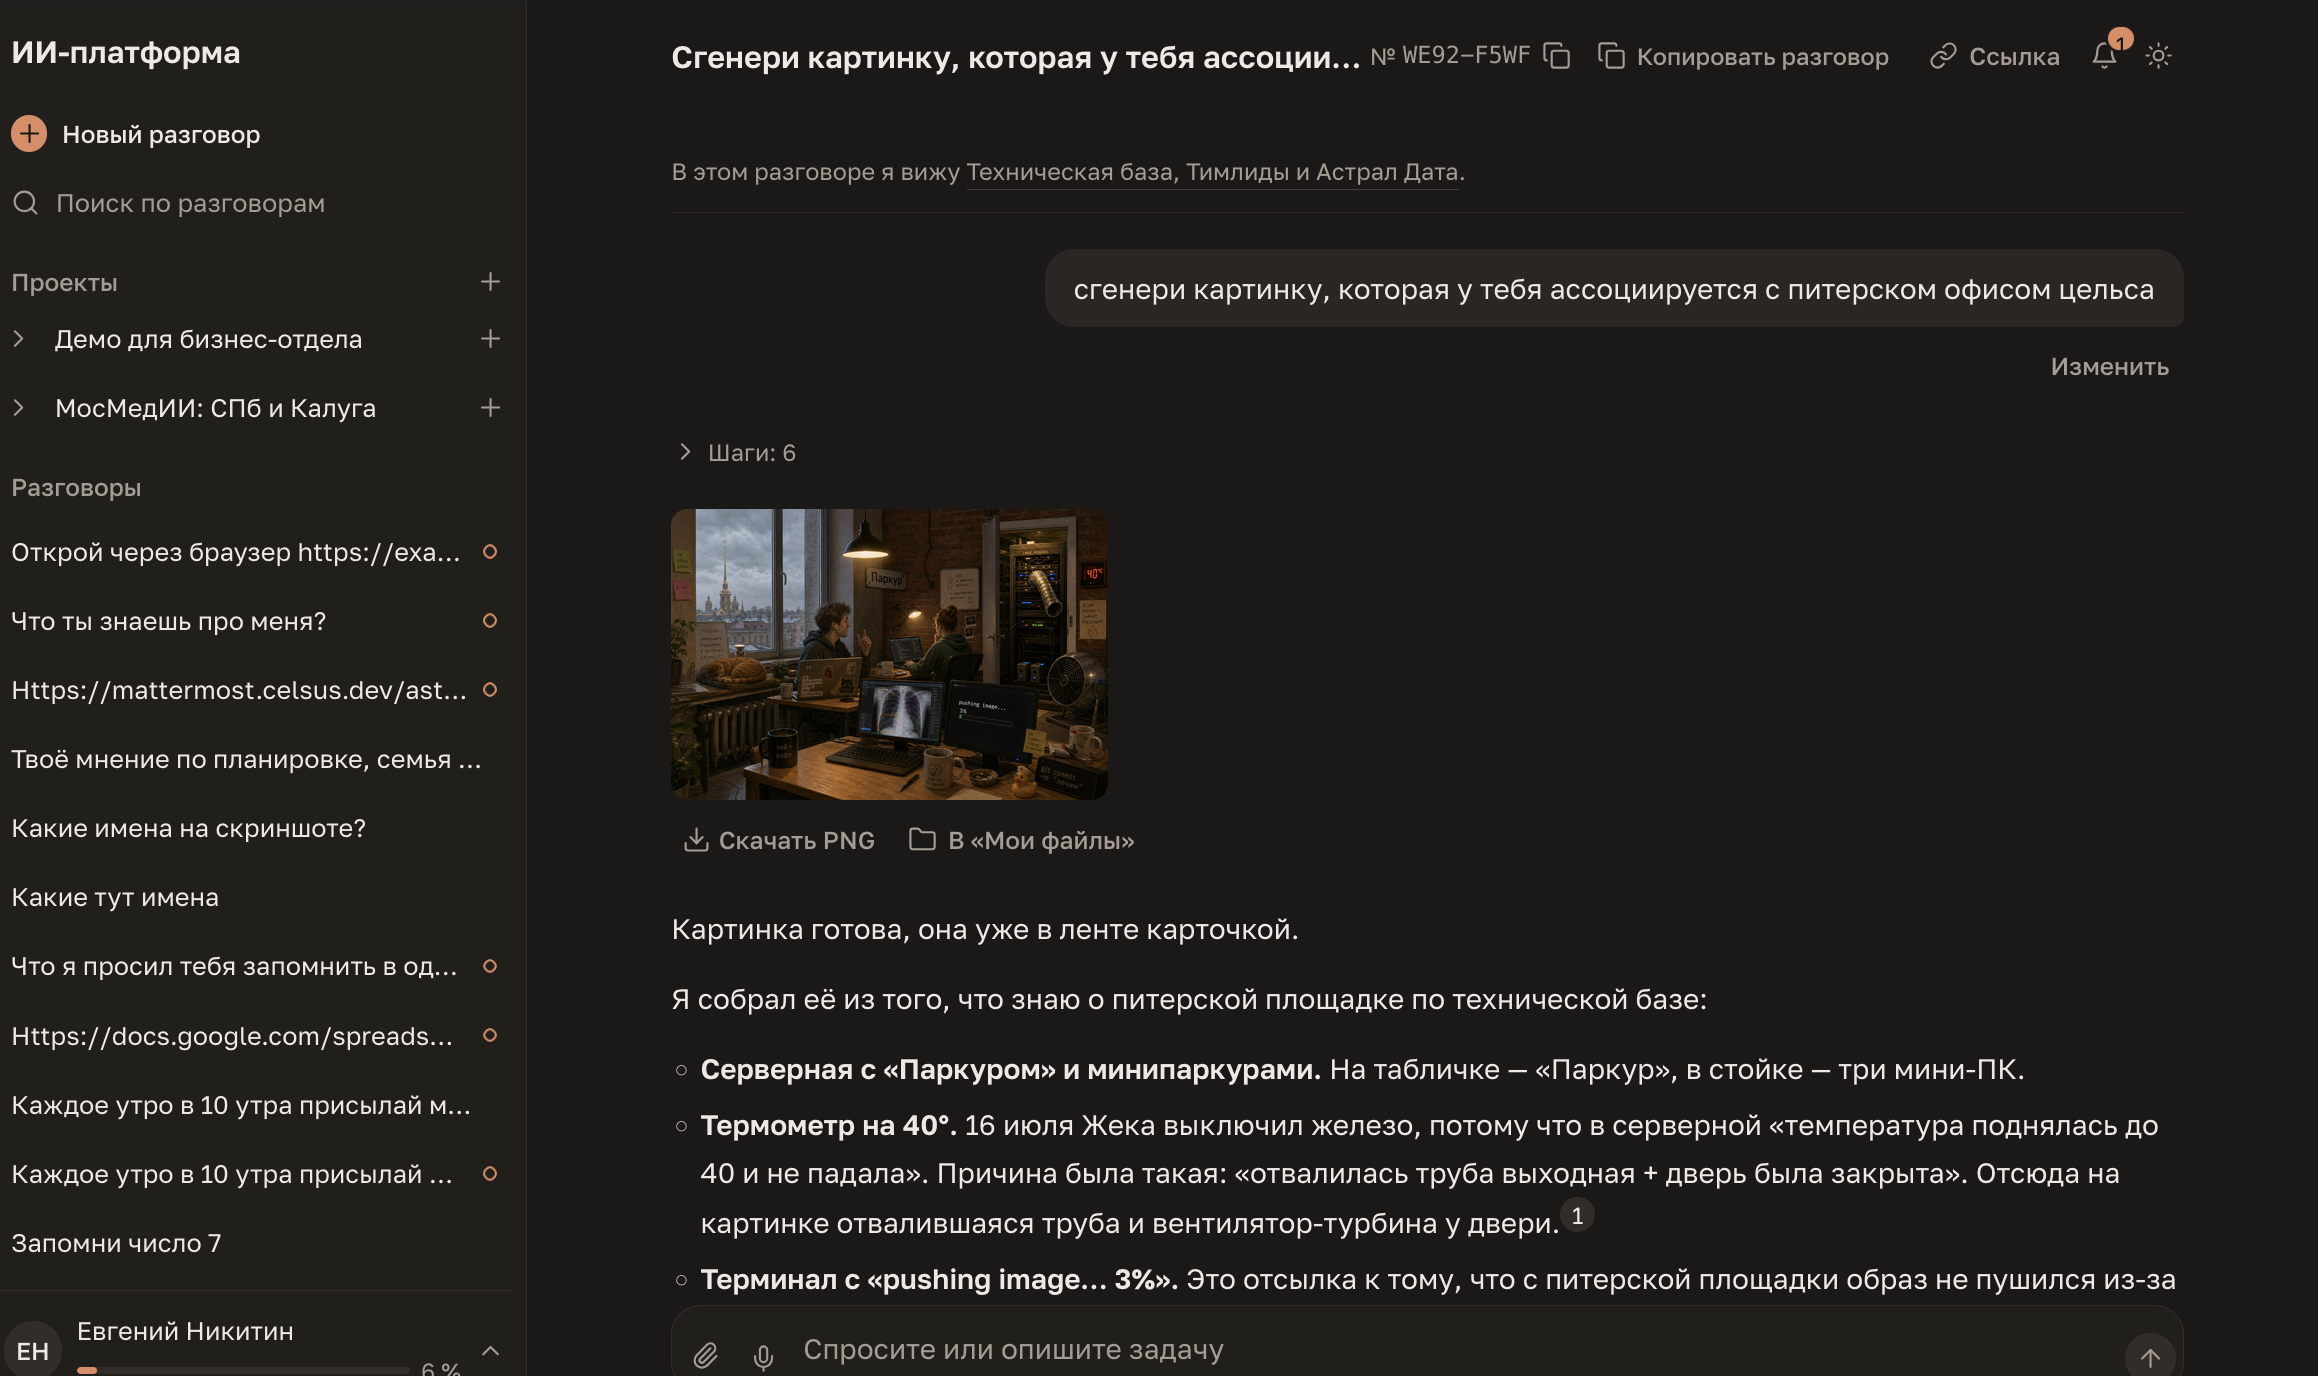 ИИ-платформа
Новый разговор
Поиск по разговорам
Проекты
Демо для бизнес-отдела
МосМедИИ: СПб и Калуга
Разговоры
Открой через браузер https://exa...
Что ты знаешь про меня?
Https://mattermost.celsus.dev/ast...
Твоё мнение по планировке, семья ...
Какие имена на скриншоте?
Какие тут имена
Что я просил тебя запомнить в од...
Https://docs.google.com/spreads...
Каждое утро в 10 утра присылай м...
Каждое утро в 10 утра присылай ...
Запомни число 7
ЕН
Евгений Никитин
6 %
Сгенери картинку, которая у тебя ассоции... № WE92-F5WF Копировать разговор Ссылка 1
В этом разговоре я вижу Техническая база, Тимлиды и Астрал Дата.
сгенери картинку, которая у тебя ассоциируется с питерском офисом цельса
Изменить
Шаги: 6
Паркур
40°
pushing image...
3%
git commit
Скачать PNG В «Мои файлы»
Картинка готова, она уже в ленте карточкой.
Я собрал её из того, что знаю о питерской площадке по технической базе:
Серверная с «Паркуром» и минипаркурами. На табличке — «Паркур», в стойке — три мини-ПК.
Термометр на 40°. 16 июля Жека выключил железо, потому что в серверной «температура поднялась до
40 и не падала». Причина была такая: «отвалилась труба выходная + дверь была закрыта». Отсюда на
картинке отвалившаяся труба и вентилятор-турбина у двери. 1
Терминал с «pushing image... 3%». Это отсылка к тому, что с питерской площадки образ не пушился из-за
Спросите или опишите задачу